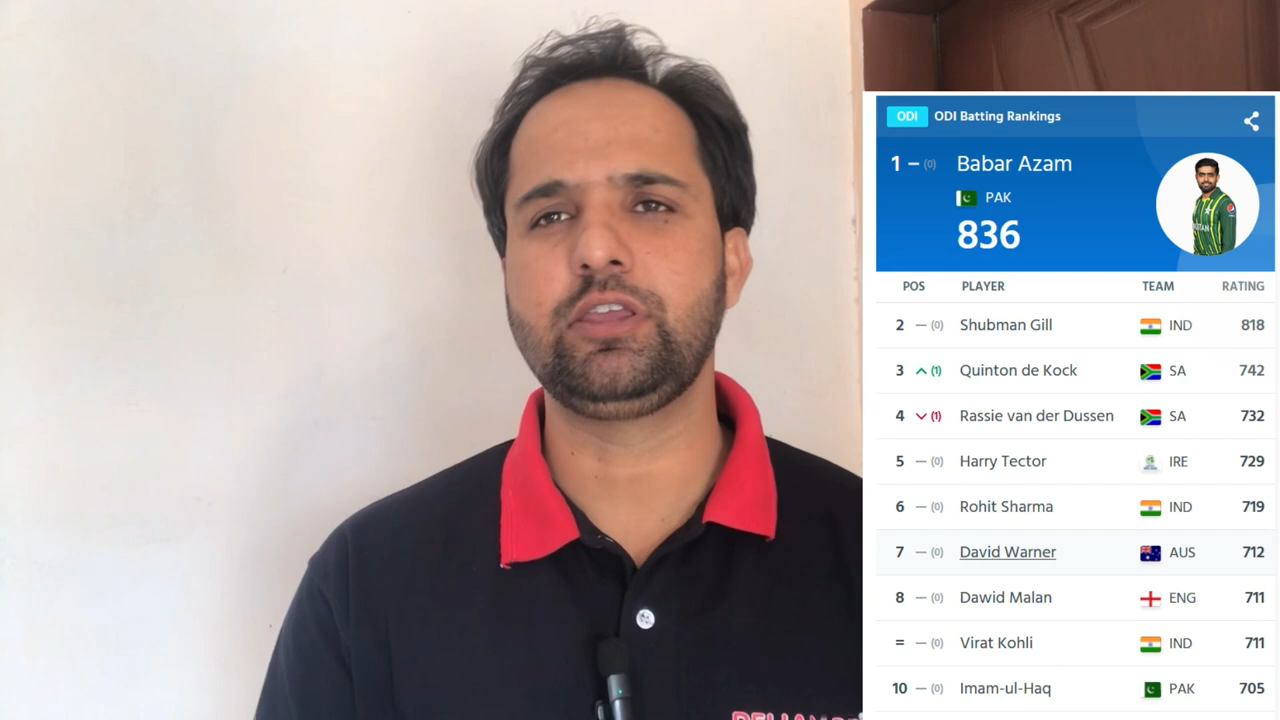 ODI ODI Batting Rankings
1 – (0) Babar Azam
PAK
836
POS PLAYER TEAM RATING
2 – (0) Shubman Gill IND 818
3 (1) Quinton de Kock SA 742
4 (1) Rassie van der Dussen SA 732
5 – (0) Harry Tector IRE 729
6 – (0) Rohit Sharma IND 719
7 – (0) David Warner AUS 712
8 – (0) Dawid Malan ENG 711
= – (0) Virat Kohli IND 711
10 – (0) Imam-ul-Haq PAK 705